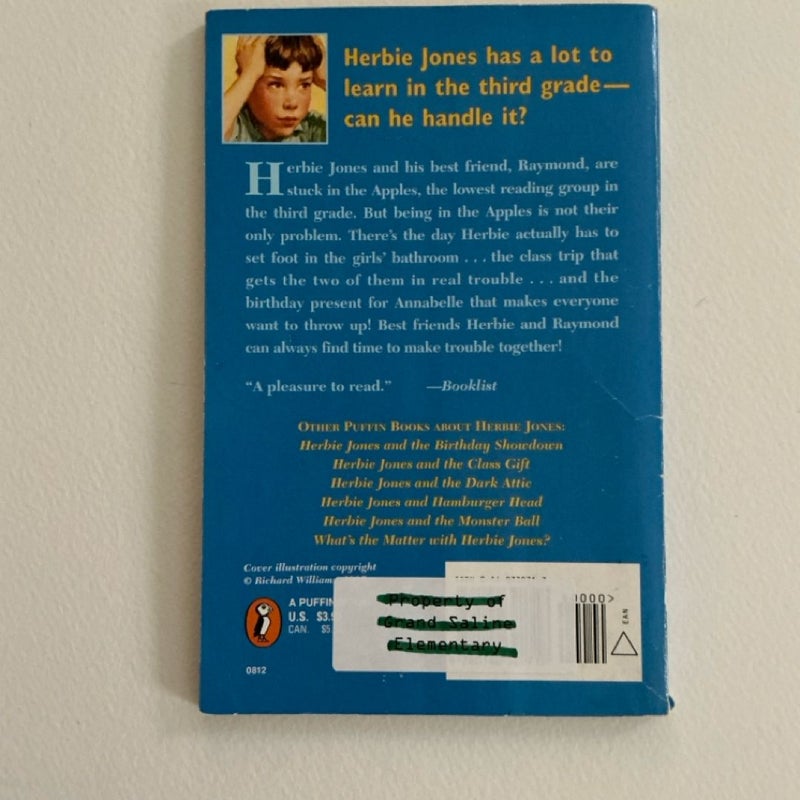 Herbie Jones has a lot to
learn in the third grade—
can he handle it?
Herbie Jones and his best friend, Raymond, are
stuck in the Apples, the lowest reading group in
the third grade. But being in the Apples is not their
only problem. There's the day Herbie actually has to
set foot in the girls' bathroom . . . the class trip that
gets the two of them in real trouble . . . and the
birthday present for Annabelle that makes everyone
want to throw up! Best friends Herbie and Raymond
can always find time to make trouble together!
"A pleasure to read." —Booklist
OTHER PUFFIN BOOKS ABOUT HERBIE JONES:
Herbie Jones and the Birthday Showdown
Herbie Jones and the Class Gift
Herbie Jones and the Dark Attic
Herbie Jones and Hamburger Head
Herbie Jones and the Monster Ball
What's the Matter with Herbie Jones?
Cover illustration copyright
© Richard William
A PUFFIN
U.S. $3.
CAN. $5.
0812
Property of
Grand Saline
Elementary
EAN